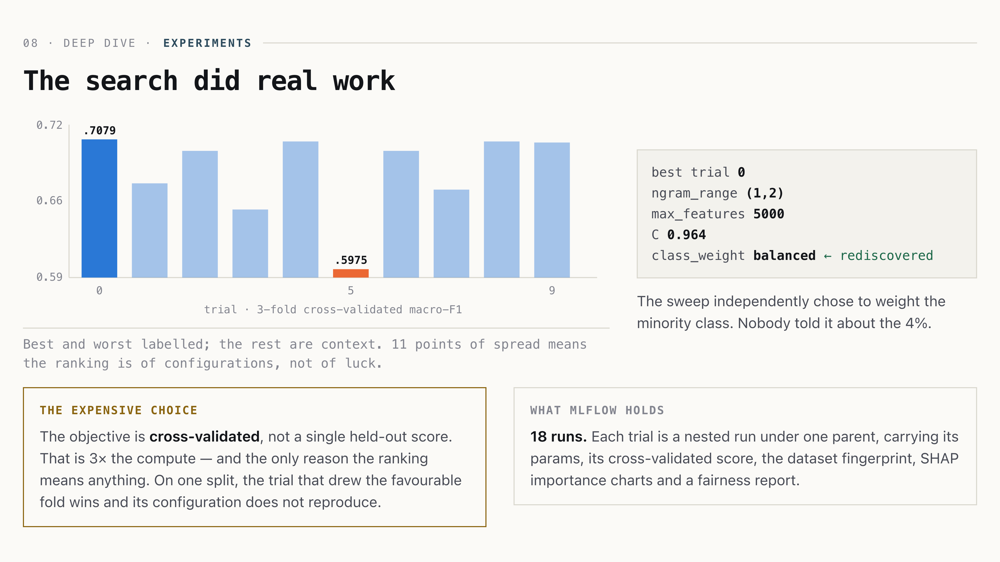 08 · DEEP DIVE · EXPERIMENTS
The search did real work
0.72
0.66
0.59
.7079
.5975
0
5
9
trial · 3-fold cross-validated macro-F1
Best and worst labelled; the rest are context. 11 points of spread means
the ranking is of configurations, not of luck.
best trial 0
ngram_range (1,2)
max_features 5000
C 0.964
class_weight balanced ← rediscovered
The sweep independently chose to weight the
minority class. Nobody told it about the 4%.
THE EXPENSIVE CHOICE
The objective is cross-validated, not a single held-out score.
That is 3× the compute — and the only reason the ranking
means anything. On one split, the trial that drew the favourable
fold wins and its configuration does not reproduce.
WHAT MLFLOW HOLDS
18 runs. Each trial is a nested run under one parent, carrying its
params, its cross-validated score, the dataset fingerprint, SHAP
importance charts and a fairness report.